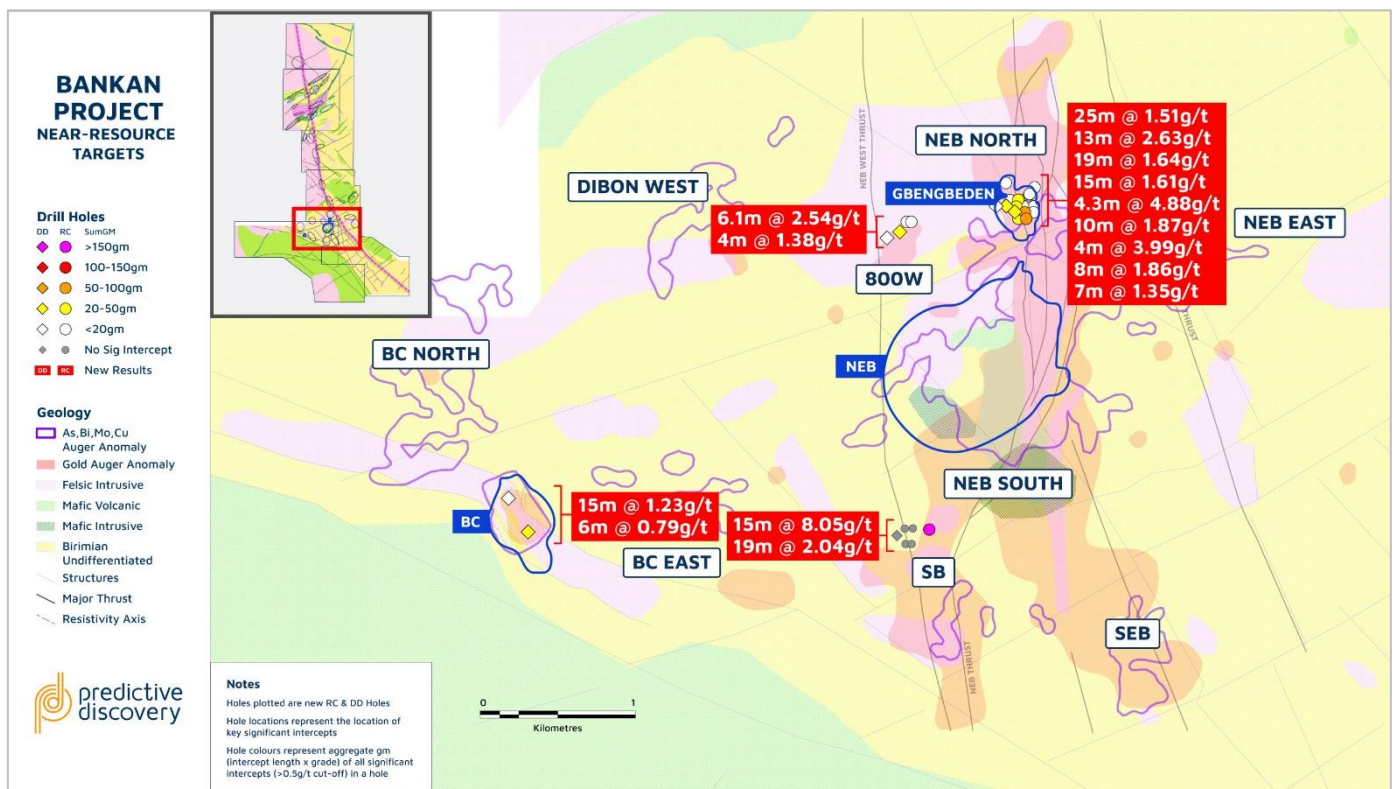 BANKAN
PROJECT
NEAR-RESOURCE
TARGETS
Drill Holes
DD RC SumGM
>150gm
100-150gm
50-100gm
20-50gm
<20gm
No Sig Intercept
DD RC New Results
Geology
As,Bi,Mo,Cu
Auger Anomaly
Gold Auger Anomaly
Felsic Intrusive
Mafic Volcanic
Mafic Intrusive
Birimian
Undifferentiated
Structures
Major Thrust
Resistivity Axis
predictive
discovery
Notes
Holes plotted are new RC & DD Holes
Hole locations represent the location of
key significant intercepts
Hole colours represent aggregate gm
(intercept length x grade) of all significant
intercepts (>0.5g/t cut-off) in a hole
0 1
Kilometres
NEB WEST THRUST
NEB NORTH
GBENGBEDEN
25m @ 1.51g/t
13m @ 2.63g/t
19m @ 1.64g/t
15m @ 1.61g/t
4.3m @ 4.88g/t
10m @ 1.87g/t
4m @ 3.99g/t
8m @ 1.86g/t
7m @ 1.35g/t
NEB EAST
DIBON WEST
6.1m @ 2.54g/t
4m @ 1.38g/t
800W
THRUST
BC NORTH
NEB
NEB SOUTH
BC
15m @ 1.23g/t
6m @ 0.79g/t
BC EAST
15m @ 8.05g/t
19m @ 2.04g/t
SB
SEB
NEB THRUST